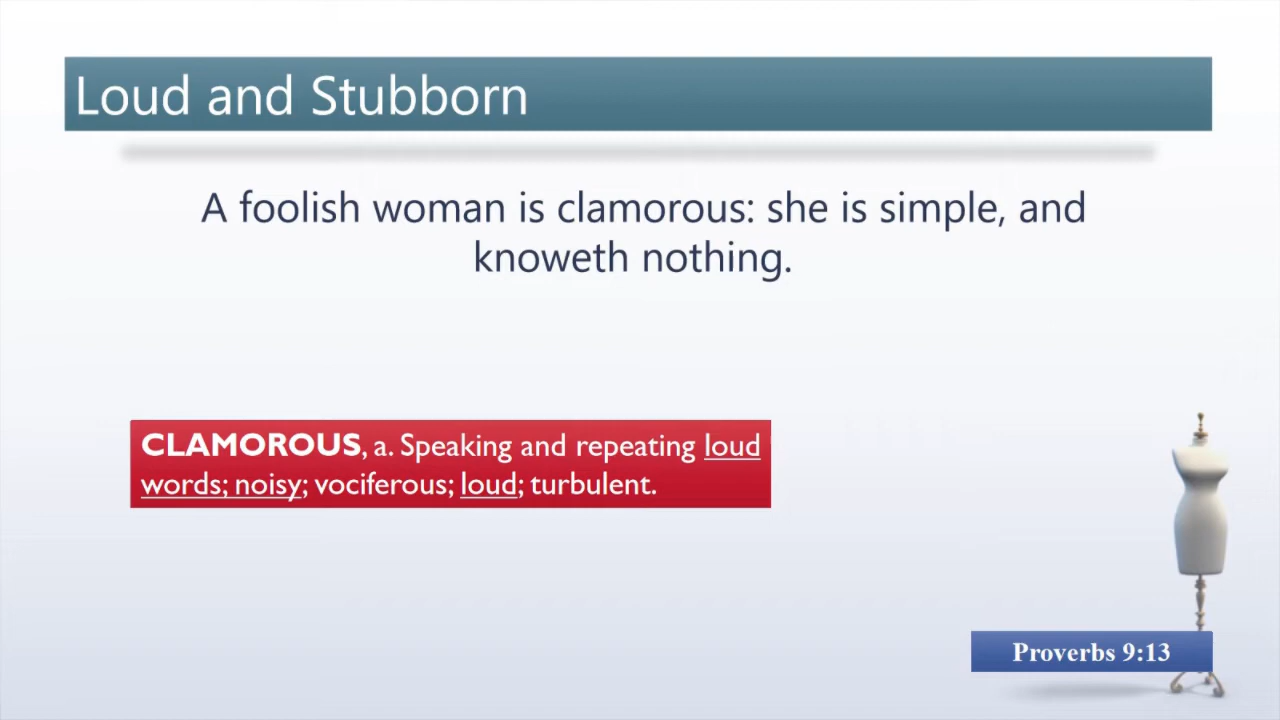 Loud and Stubborn
A foolish woman is clamorous: she is simple, and
knoweth nothing.
CLAMOROUS, a. Speaking and repeating loud
words; noisy; vociferous; loud; turbulent.
Proverbs 9:13